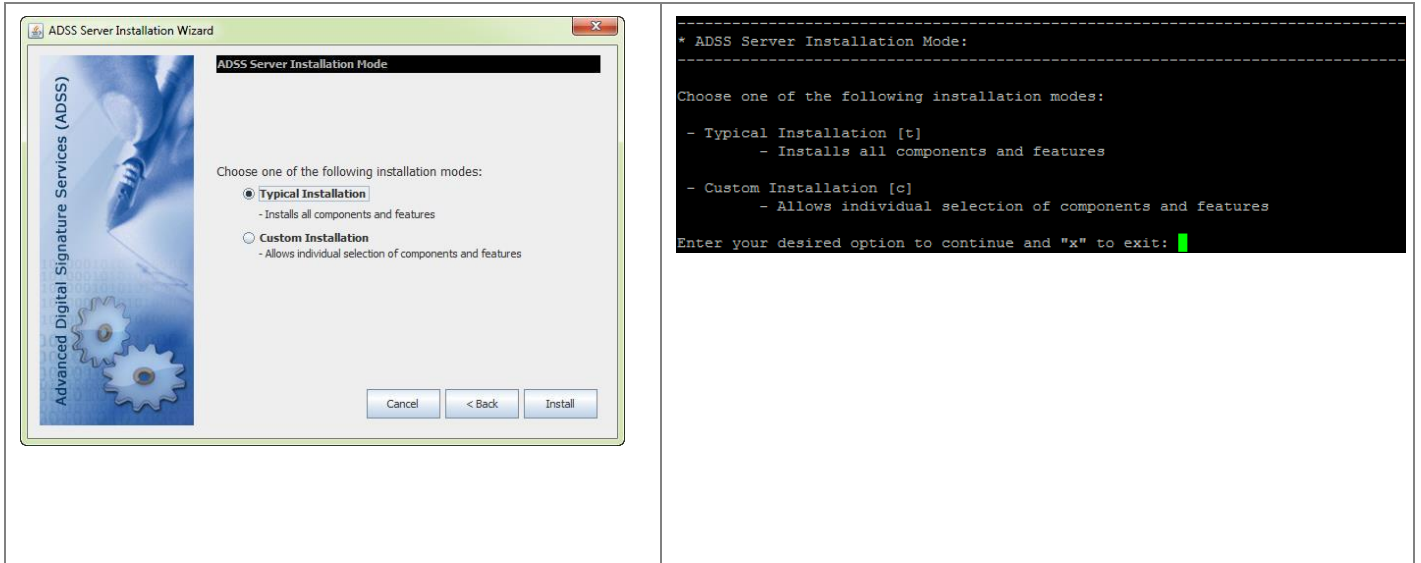 ADSS Server Installation Wizard
x
Advanced Digital Signature Services (ADSS)
ADSS Server Installation Mode
Choose one of the following installation modes:
Typical Installation
- Installs all components and features
Custom Installation
- Allows individual selection of components and features
Cancel
< Back
Install
--------------------------------------------------------------------------------
* ADSS Server Installation Mode:
--------------------------------------------------------------------------------
Choose one of the following installation modes:
- Typical Installation [t]
- Installs all components and features
- Custom Installation [c]
- Allows individual selection of components and features
Enter your desired option to continue and "x" to exit: